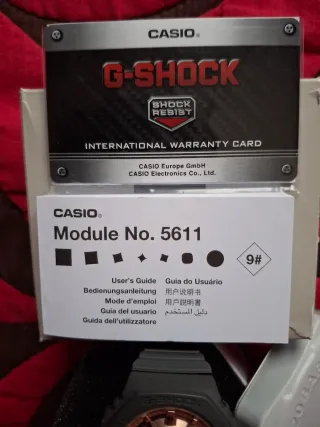 CASIO®
G-SHOCK
SHOCK
RESIST
INTERNATIONAL WARRANTY CARD
CASIO Europe GmbH
CASIO Electronics Co., Ltd.
CASIO®
Module No. 5611
9#
User's Guide
Bedienungsanleitung
Mode d'emploi
Guía del usuario
Guida dell'utilizzatore
Guia do Usuário
用户说明书
用戶說明書
دليل المستخدم